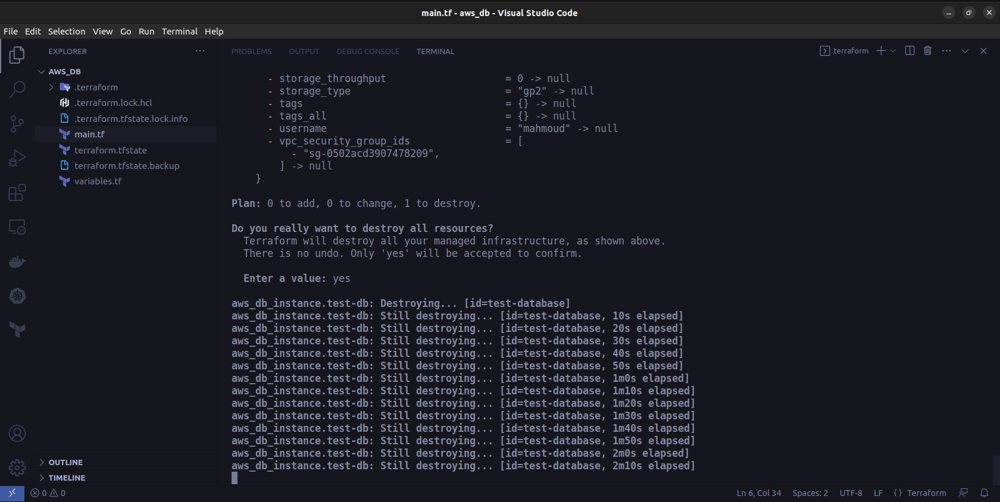 main.tf - aws_db - Visual Studio Code
File Edit Selection View Go Run Terminal Help
EXPLORER
AWS_DB
.terraform
.terraform.lock.hcl
.terraform.tfstate.lock.info
main.tf
terraform.tfstate
terraform.tfstate.backup
variables.tf
OUTLINE
TIMELINE
PROBLEMS OUTPUT DEBUG CONSOLE TERMINAL
terraform
- storage_throughput = 0 -> null
- storage_type = "gp2" -> null
- tags = {} -> null
- tags_all = {} -> null
- username = "mahmoud" -> null
- vpc_security_group_ids = [
- "sg-0502acd3907478209",
] -> null
}
Plan: 0 to add, 0 to change, 1 to destroy.
Do you really want to destroy all resources?
Terraform will destroy all your managed infrastructure, as shown above.
There is no undo. Only 'yes' will be accepted to confirm.
Enter a value: yes
aws_db_instance.test-db: Destroying... [id=test-database]
aws_db_instance.test-db: Still destroying... [id=test-database, 10s elapsed]
aws_db_instance.test-db: Still destroying... [id=test-database, 20s elapsed]
aws_db_instance.test-db: Still destroying... [id=test-database, 30s elapsed]
aws_db_instance.test-db: Still destroying... [id=test-database, 40s elapsed]
aws_db_instance.test-db: Still destroying... [id=test-database, 50s elapsed]
aws_db_instance.test-db: Still destroying... [id=test-database, 1m0s elapsed]
aws_db_instance.test-db: Still destroying... [id=test-database, 1m10s elapsed]
aws_db_instance.test-db: Still destroying... [id=test-database, 1m20s elapsed]
aws_db_instance.test-db: Still destroying... [id=test-database, 1m30s elapsed]
aws_db_instance.test-db: Still destroying... [id=test-database, 1m40s elapsed]
aws_db_instance.test-db: Still destroying... [id=test-database, 1m50s elapsed]
aws_db_instance.test-db: Still destroying... [id=test-database, 2m0s elapsed]
aws_db_instance.test-db: Still destroying... [id=test-database, 2m10s elapsed]
0 0 Ln 6, Col 34 Spaces: 2 UTF-8 LF {} Terraform